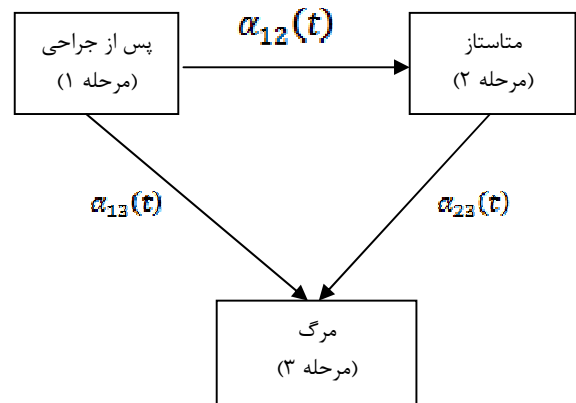 پس از جراحی
(مرحله ۱)
α₁₂(t)
متاستاز
(مرحله ۲)
α₁₃(t)
α₂₃(t)
مرگ
(مرحله ۳)